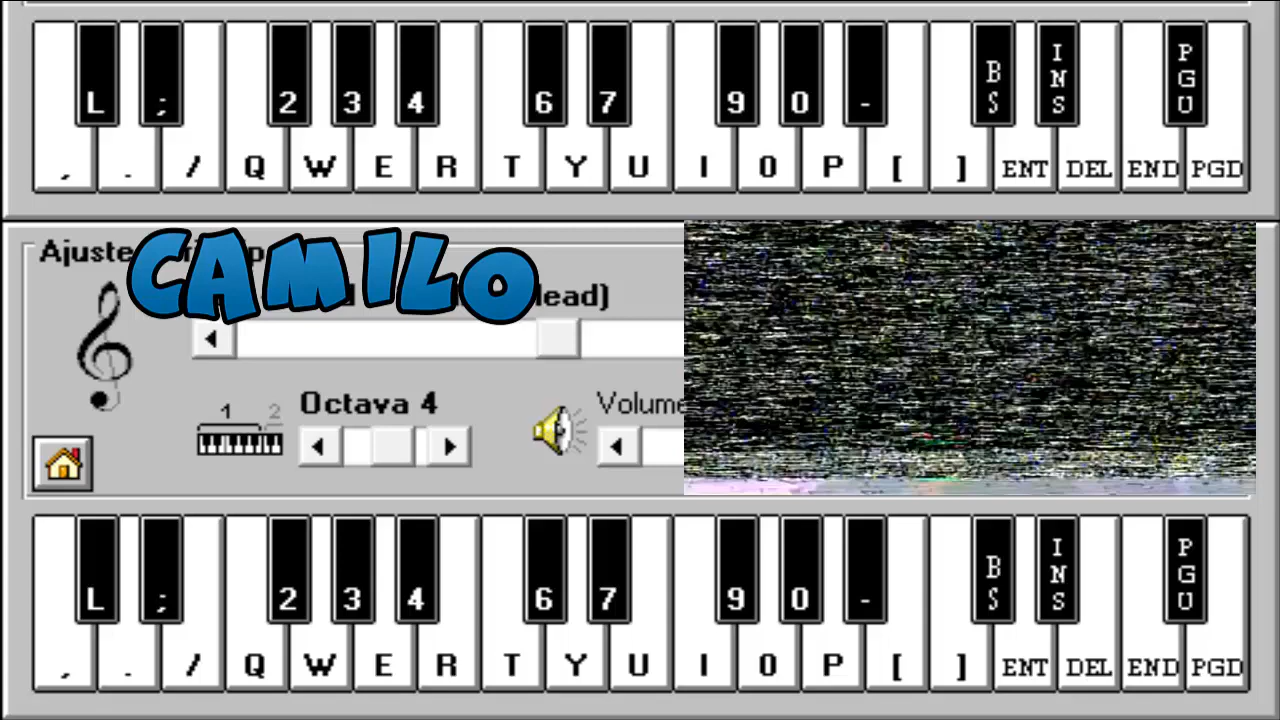 L ; 2 3 4 6 7 9 0 - BS INS PGU
, . / Q W E R T Y U I O P [ ] ENT DEL END PGD
CAMILO
lead)
1 2
Octava 4
Volume
L ; 2 3 4 6 7 9 0 - BS INS PGU
, . / Q W E R T Y U I O P [ ] ENT DEL END PGD